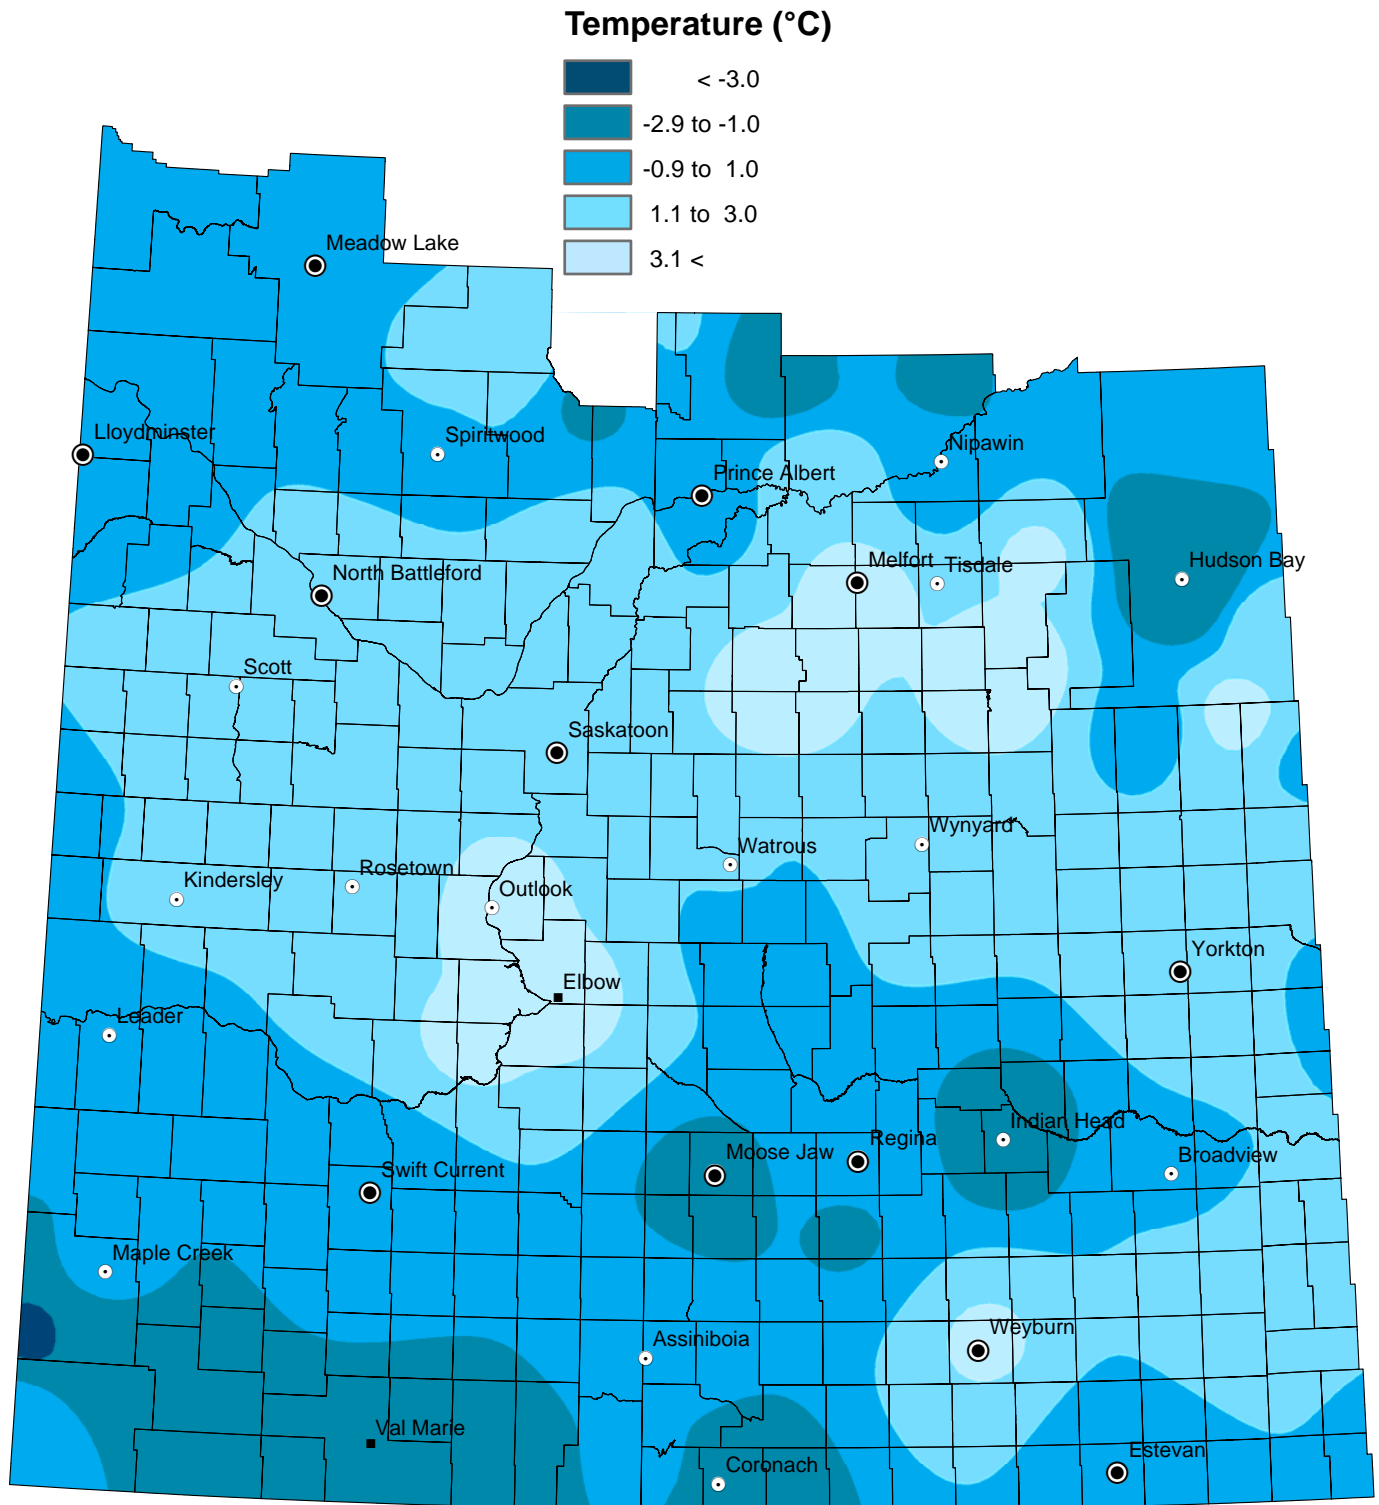 Temperature (°C)
< -3.0
-2.9 to -1.0
-0.9 to 1.0
1.1 to 3.0
3.1 <
Meadow Lake
Lloydminster
Spiritwood
Nipawin
Prince Albert
North Battleford
Melfort
Tisdale
Hudson Bay
Scott
Saskatoon
Wynyard
Watrous
Rosetown
Kindersley
Outlook
Yorkton
Elbow
Leader
Indian Head
Regina
Moose Jaw
Broadview
Swift Current
Maple Creek
Weyburn
Assiniboia
Val Marie
Estevan
Coronach